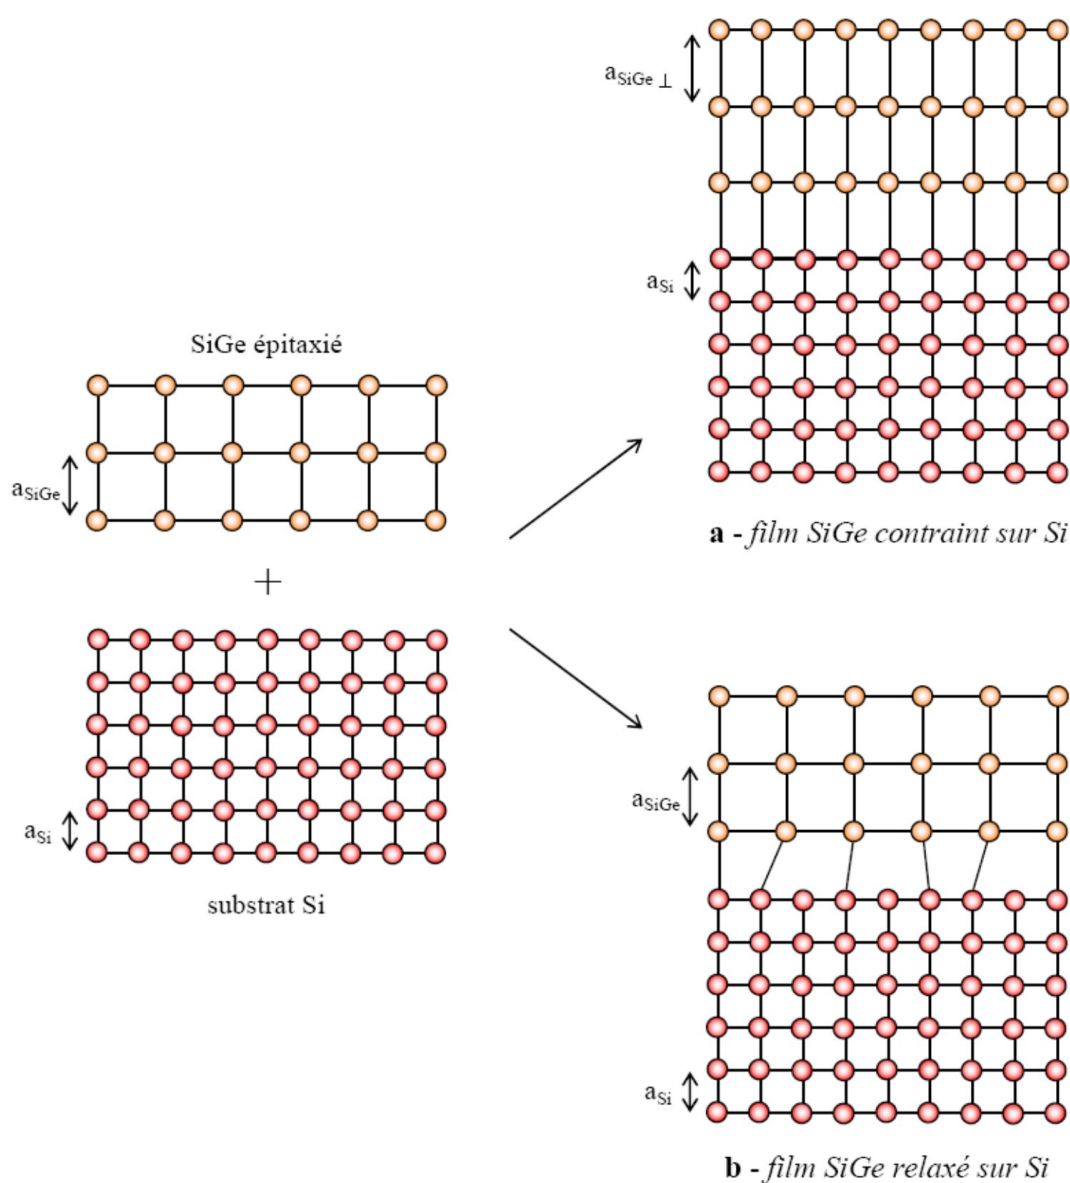 SiGe épitaxié
a_SiGe
+
a_Si
substrat Si
a_SiGe ⊥
a_Si
a - film SiGe contraint sur Si
a_SiGe
a_Si
b - film SiGe relaxé sur Si